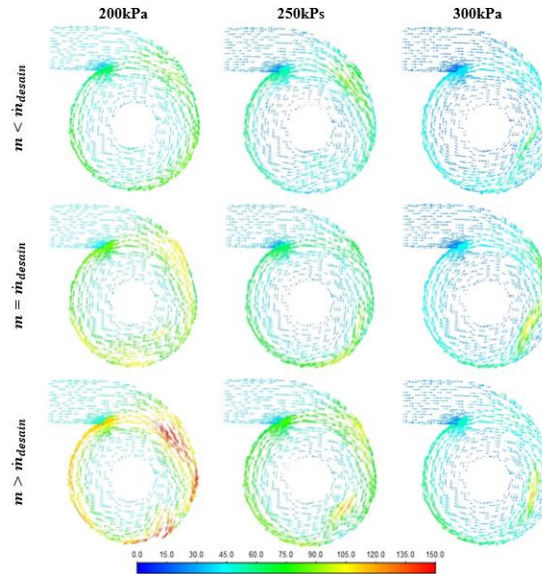 200kPa 250kPs 300kPa
m < ṁdesain
m = ṁdesain
m > ṁdesain
0.0 15.0 30.0 45.0 60.0 75.0 90.0 105.0 120.0 135.0 150.0